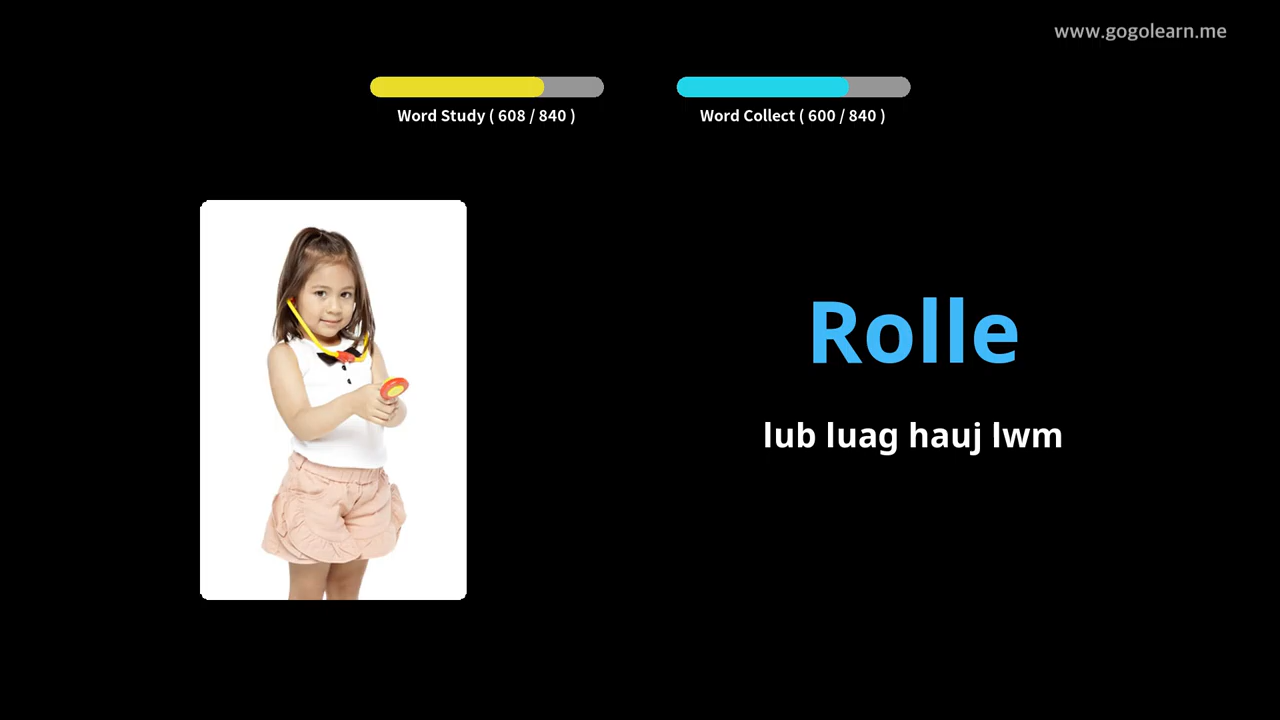 www.gogolearn.me
Word Study ( 608 / 840 )
Word Collect ( 600 / 840 )
Rolle
lub luag hauj lwm